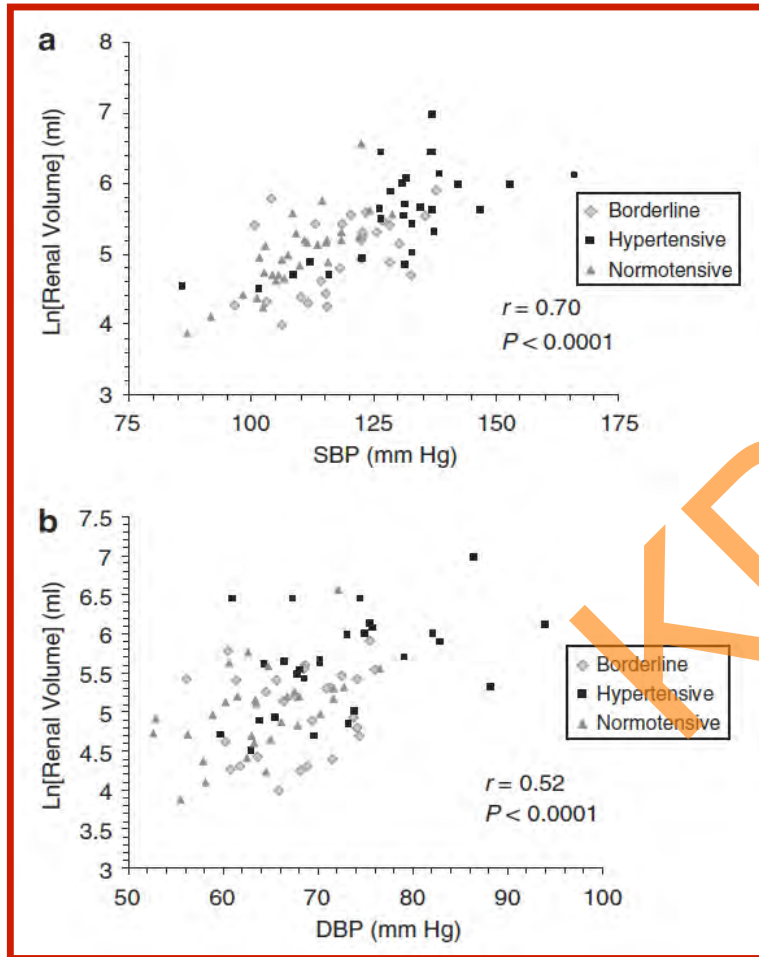 a
8
7
6
5
4
3
Ln[Renal Volume] (ml)
75 100 125 150 175
SBP (mm Hg)
Borderline
Hypertensive
Normotensive
r = 0.70
P < 0.0001
b
7.5
7
6.5
6
5.5
5
4.5
4
3.5
3
Ln[Renal Volume] (ml)
50 60 70 80 90 100
DBP (mm Hg)
Borderline
Hypertensive
Normotensive
r = 0.52
P < 0.0001